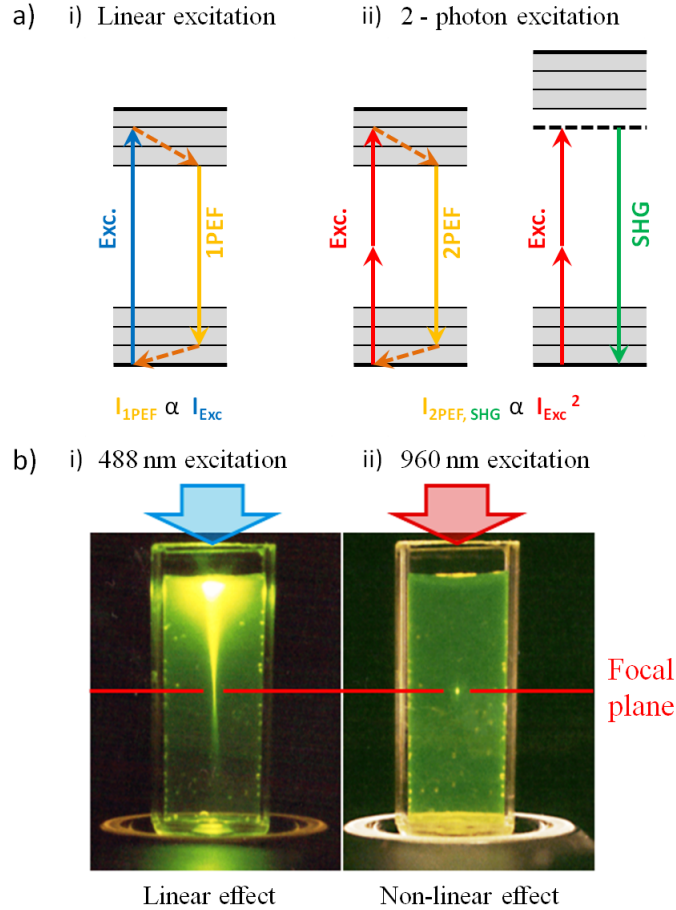 a) i) Linear excitation ii) 2 - photon excitation
Exc. 1PEF Exc. 2PEF Exc. SHG
I1PEF α IExc I2PEF, SHG α IExc 2
b) i) 488 nm excitation ii) 960 nm excitation
Focal
plane
Linear effect Non-linear effect